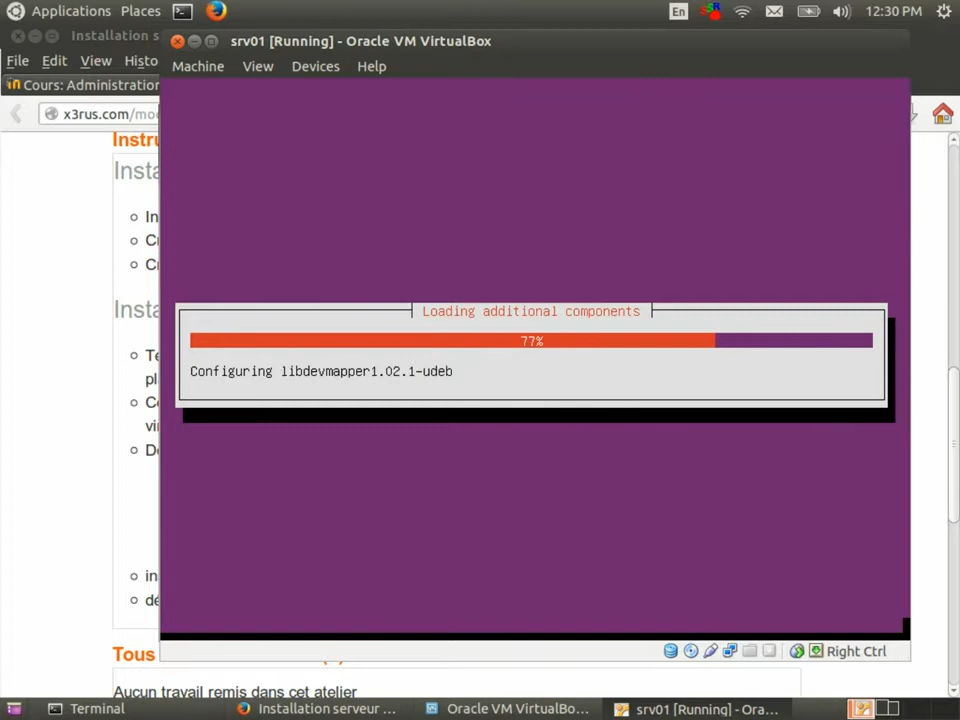 Applications Places En 12:30 PM
Installation s
srv01 [Running] - Oracle VM VirtualBox
File Edit View Histo
Machine View Devices Help
Cours: Administration
x3rus.com/mod
Instru
Insta
In
Cr
Cr
Insta
Loading additional components
77%
Configuring libdevmapper1.02.1-udeb
Te
pl
Co
vi
De
in
de
Right Ctrl
Tous
Aucun travail remis dans cet atelier
Terminal Installation serveur ... Oracle VM VirtualBo... srv01 [Running] - Ora...